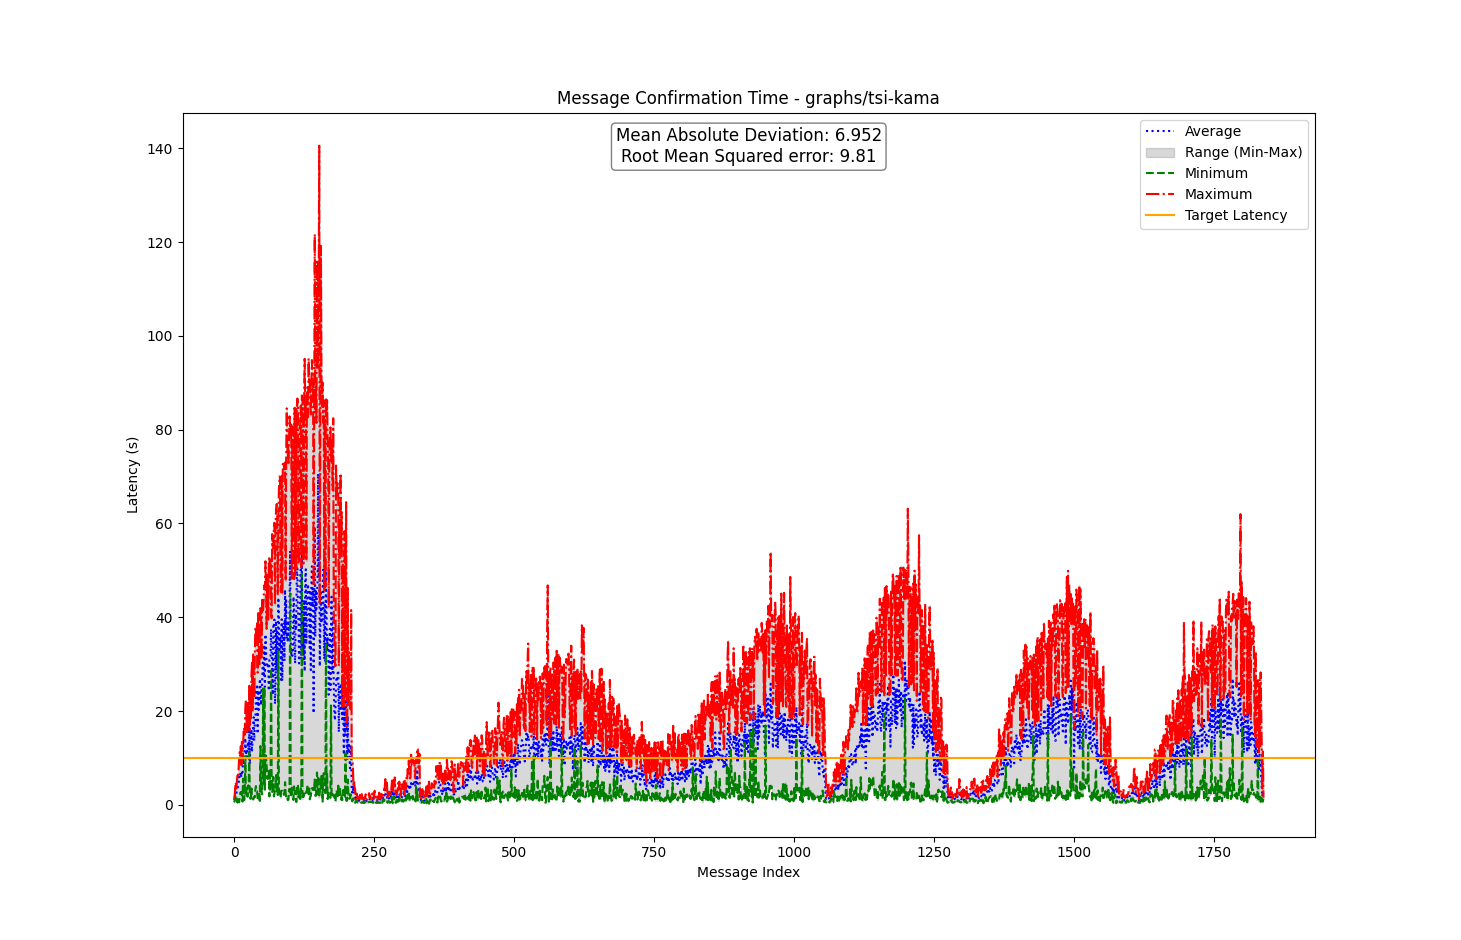 Message Confirmation Time - graphs/tsi-kama
Mean Absolute Deviation: 6.952
Root Mean Squared error: 9.81
Average
Range (Min-Max)
Minimum
Maximum
Target Latency
Latency (s)
140
120
100
80
60
40
20
0
0 250 500 750 1000 1250 1500 1750
Message Index